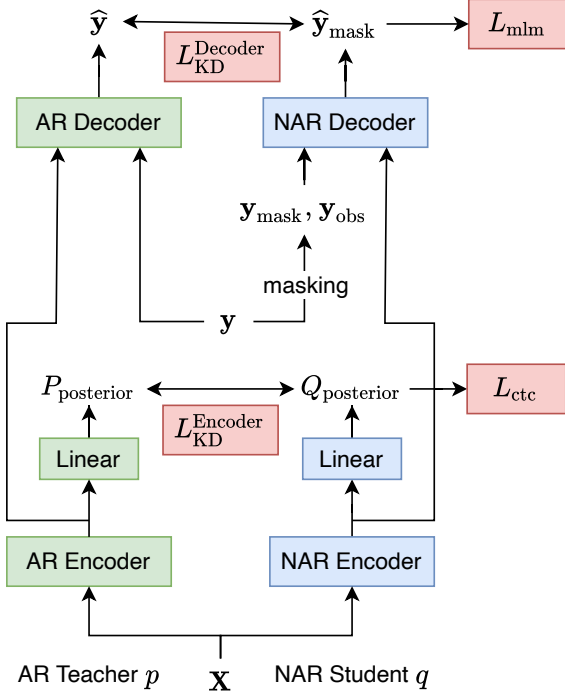 ŷ ŷ_mask L_mlm
L_KD^Decoder
AR Decoder NAR Decoder
y_mask, y_obs
masking
y
P_posterior Q_posterior L_ctc
L_KD^Encoder
Linear Linear
AR Encoder NAR Encoder
AR Teacher p X NAR Student q